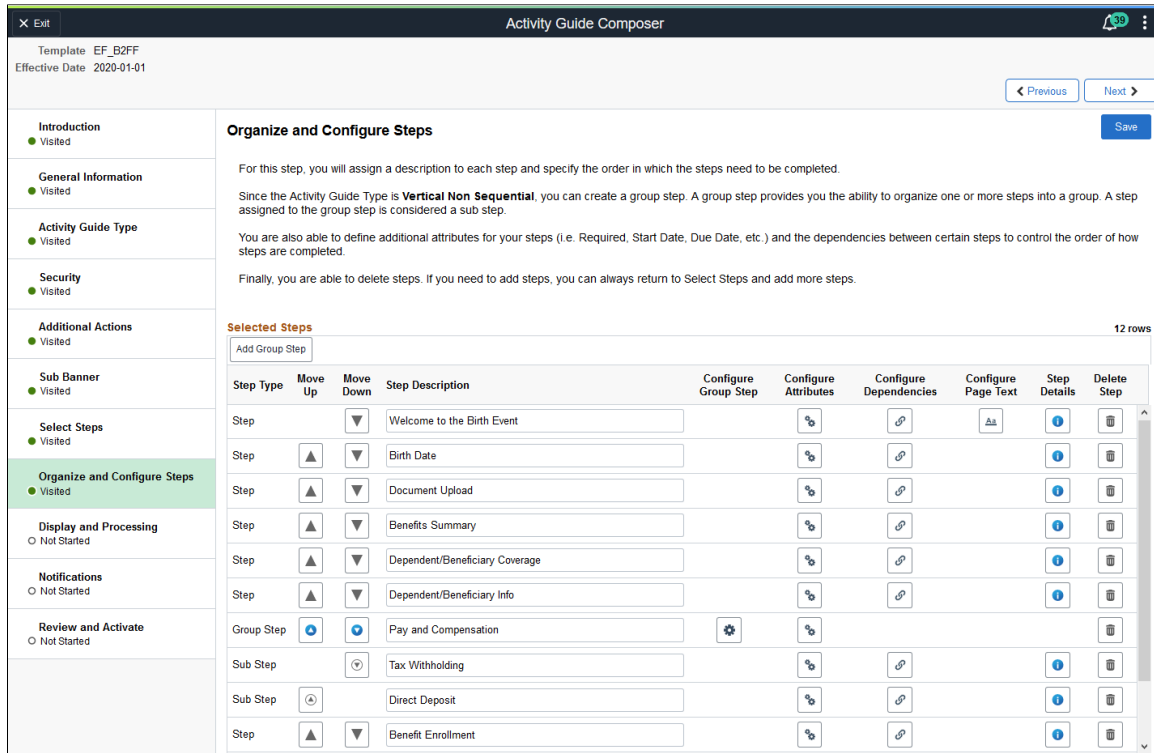 × Exit
Activity Guide Composer
39
Template EF_B2FF
Effective Date 2020-01-01
Previous
Next
Introduction
Visited
General Information
Visited
Activity Guide Type
Visited
Security
Visited
Additional Actions
Visited
Sub Banner
Visited
Select Steps
Visited
Organize and Configure Steps
Visited
Display and Processing
Not Started
Notifications
Not Started
Review and Activate
Not Started
Organize and Configure Steps
Save
For this step, you will assign a description to each step and specify the order in which the steps need to be completed.
Since the Activity Guide Type is Vertical Non Sequential, you can create a group step. A group step provides you the ability to organize one or more steps into a group. A step
assigned to the group step is considered a sub step.
You are also able to define additional attributes for your steps (i.e. Required, Start Date, Due Date, etc.) and the dependencies between certain steps to control the order of how
steps are completed.
Finally, you are able to delete steps. If you need to add steps, you can always return to Select Steps and add more steps.
Selected Steps
12 rows
Add Group Step
Step Type Move Up Move Down Step Description Configure Group Step Configure Attributes Configure Dependencies Configure Page Text Step Details Delete Step
Step Welcome to the Birth Event Aa
Step Birth Date
Step Document Upload
Step Benefits Summary
Step Dependent/Beneficiary Coverage
Step Dependent/Beneficiary Info
Group Step Pay and Compensation
Sub Step Tax Withholding
Sub Step Direct Deposit
Step Benefit Enrollment